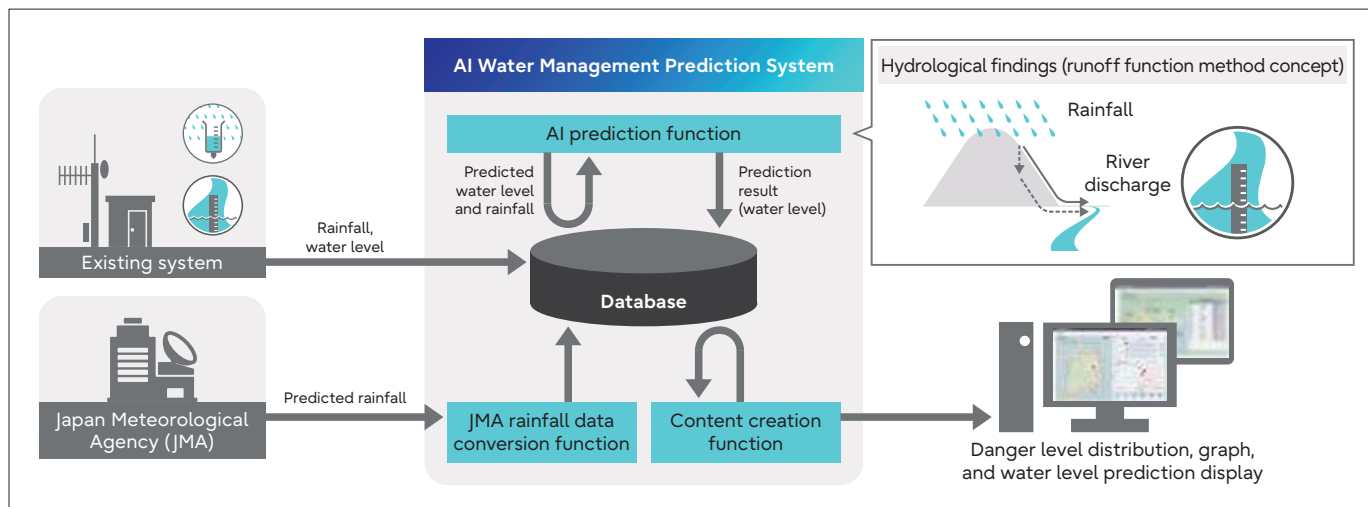 AI Water Management Prediction System
Hydrological findings (runoff function method concept)
Rainfall
River
discharge
AI prediction function
Predicted
water level
and rainfall
Prediction
result
(water level)
Rainfall,
water level
Existing system
Database
Japan Meteorological
Agency (JMA)
Predicted rainfall
JMA rainfall data
conversion function
Content creation
function
Danger level distribution, graph,
and water level prediction display